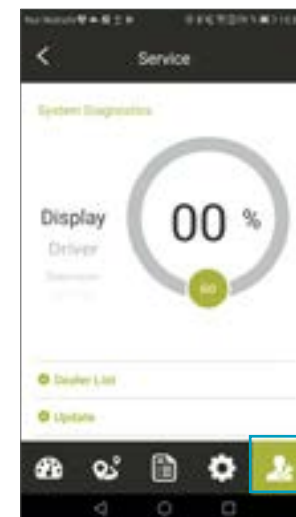 Service
System Diagnostics
Display
00 %
Driver
GO
Dealer List
Update